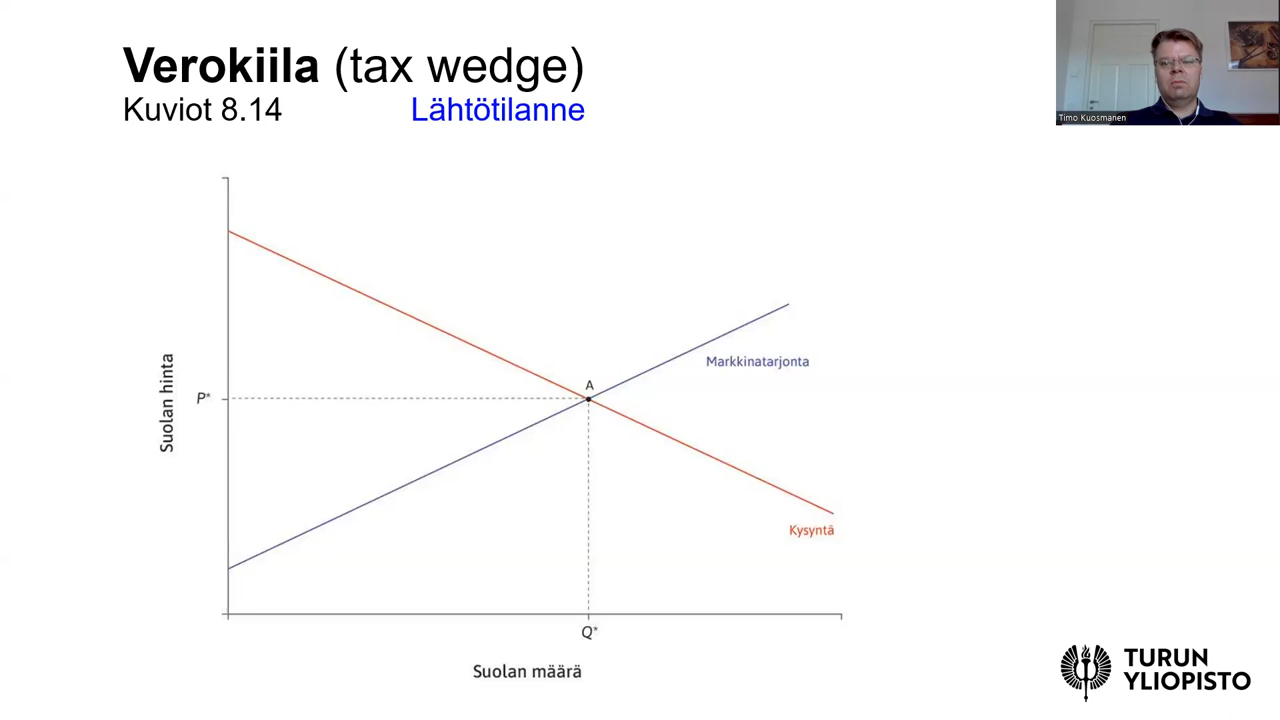 Verokiila (tax wedge)
Kuviot 8.14 Lähtötilanne
Timo Kuosmanen
Suolan hinta
P*
A
Markkinatarjonta
Kysyntä
Q*
Suolan määrä
TURUN
YLIOPISTO